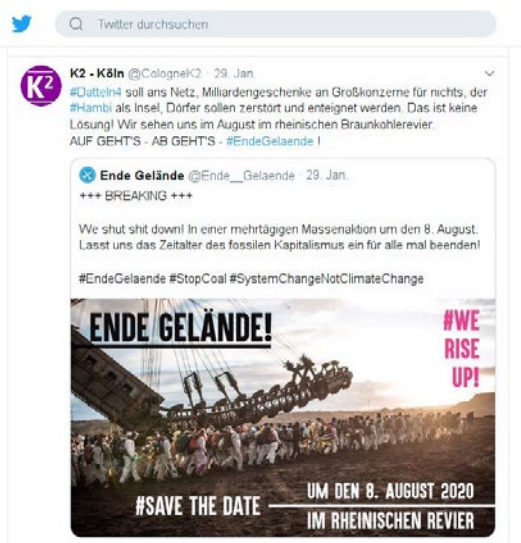 Twitter durchsuchen
K2 - Köln @CologneK2 · 29. Jan.
#Datteln4 soll ans Netz, Milliardengeschenke an Großkonzerne für nichts, der
#Hambi als Insel, Dörfer sollen zerstört und enteignet werden. Das ist keine
Lösung! Wir sehen uns im August im rheinischen Braunkohlerevier.
AUF GEHT'S - AB GEHT'S - #EndeGelaende !
K²
Ende Gelände @Ende__Gelaende · 29. Jan.
+++ BREAKING +++
We shut shit down! In einer mehrtägigen Massenaktion um den 8. August.
Lasst uns das Zeitalter des fossilen Kapitalismus ein für alle mal beenden!
#EndeGelaende #StopCoal #SystemChangeNotClimateChange
ENDE GELÄNDE!
#WE
RISE
UP!
#SAVE THE DATE
UM DEN 8. AUGUST 2020
IM RHEINISCHEN REVIER